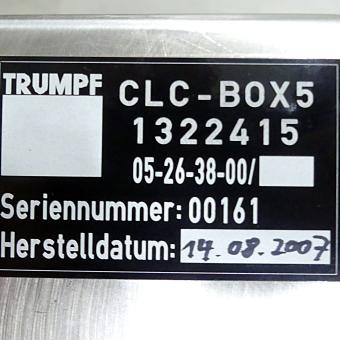 TRUMPF CLC-BOX5
1322415
05-26-38-00/
Seriennummer: 00161
Herstelldatum: 14.08.2007